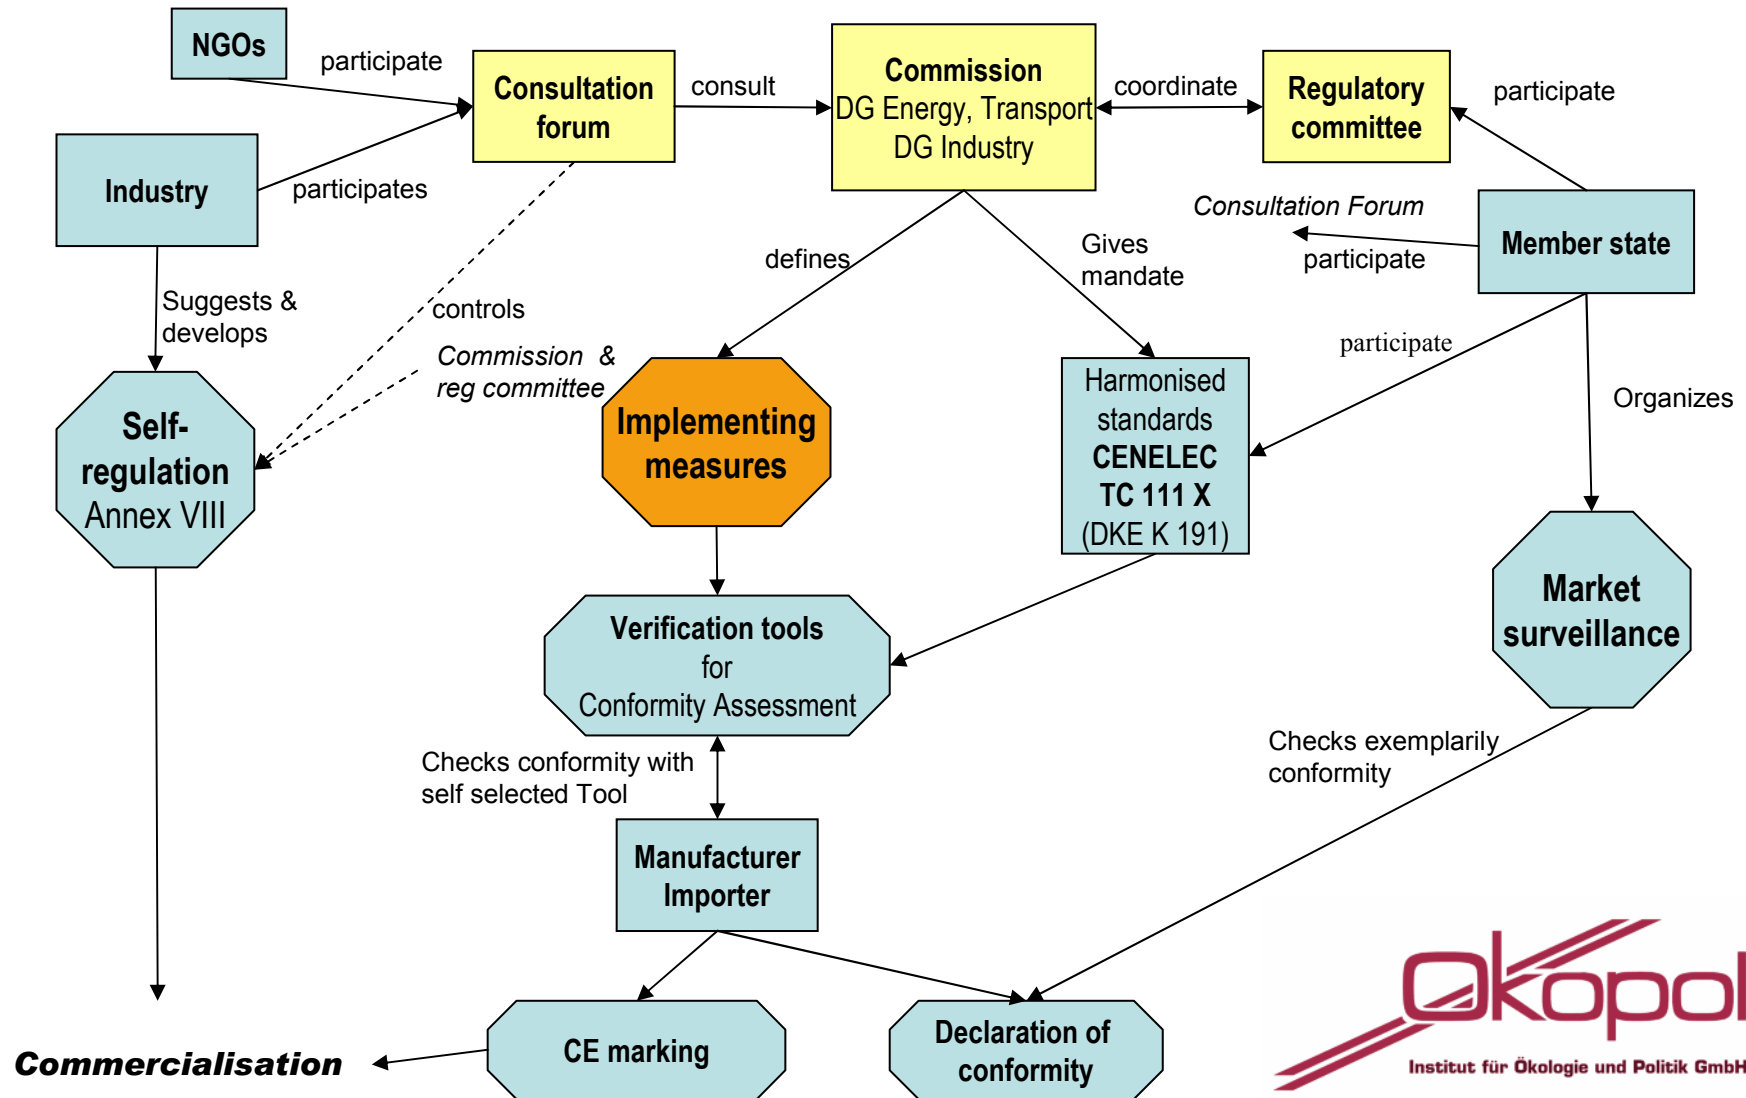 NGOs
participate
Consultation
forum
consult
Commission
DG Energy, Transport
DG Industry
coordinate
Regulatory
committee
participate
Industry
participates
Consultation Forum
participate
Member state
Suggests &
develops
controls
Commission &
reg committee
defines
Gives
mandate
participate
Organizes
Self-
regulation
Annex VIII
Implementing
measures
Harmonised
standards
CENELEC
TC 111 X
(DKE K 191)
Market
surveillance
Verification tools
for
Conformity Assessment
Checks conformity with
self selected Tool
Checks exemplarily
conformity
Manufacturer
Importer
CE marking
Declaration of
conformity
Commercialisation
Ökopol
Institut für Ökologie und Politik GmbH